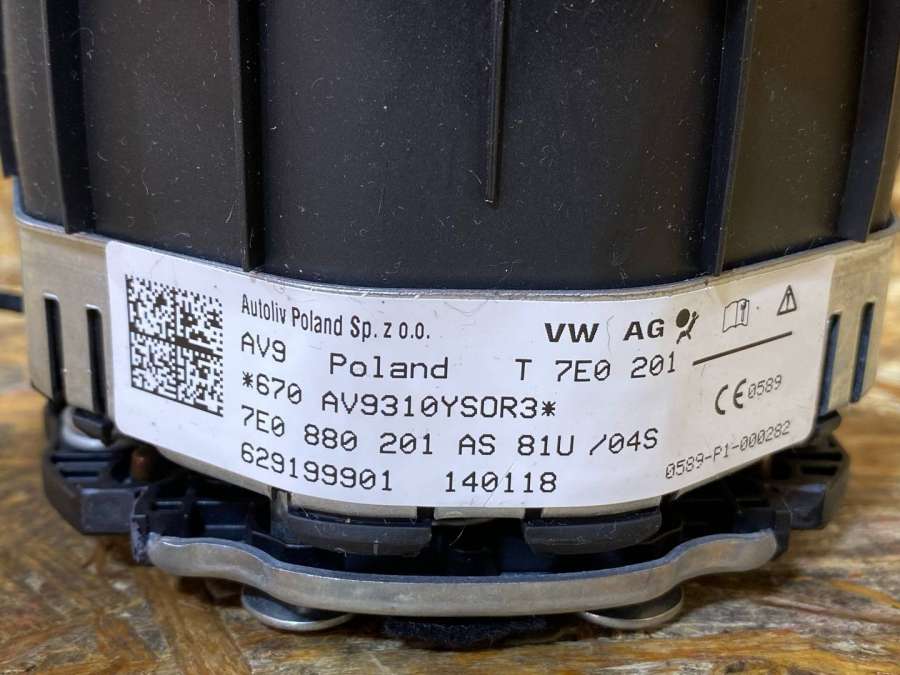 Autoliv Poland Sp. z o.o.
VW AG
AV9 Poland T 7E0 201
*670 AV9310YSOR3*
CE 0589
7E0 880 201 AS 81U /04S
0589-P1-000282
629199901 140118